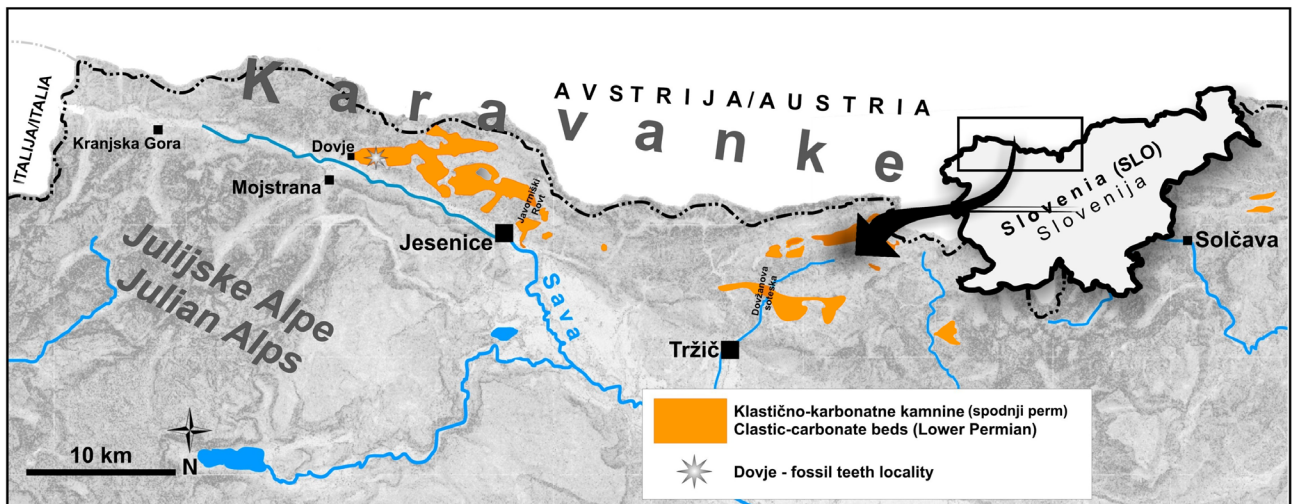 ITALIJA/ITALIA
Karavanke
AVSTRIJA/AUSTRIA
Kranjska Gora
Dovje
Mojstrana
Javorniški
Rovt
Jesenice
Julijske Alpe
Julian Alps
Sava
Dovžanova
soteska
Tržič
Slovenia (SLO)
Slovenija
Solčava
10 km
N
Klastično-karbonatne kamnine (spodnji perm)
Clastic-carbonate beds (Lower Permian)
Dovje - fossil teeth locality